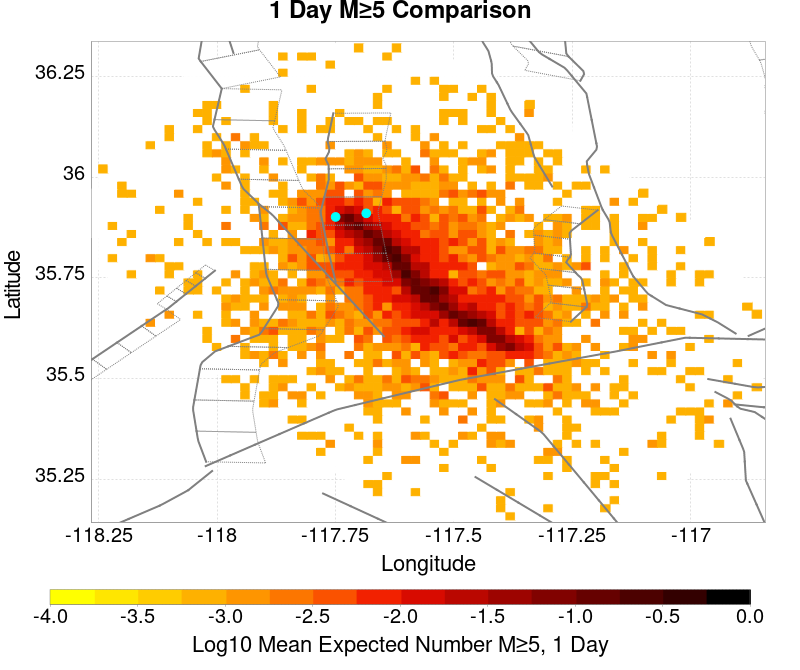 1 Day M≥5 Comparison
36.25
36
35.75
35.5
35.25
Latitude
-118.25 -118 -117.75 -117.5 -117.25 -117
Longitude
-4.0 -3.5 -3.0 -2.5 -2.0 -1.5 -1.0 -0.5 0.0
Log10 Mean Expected Number M≥5, 1 Day